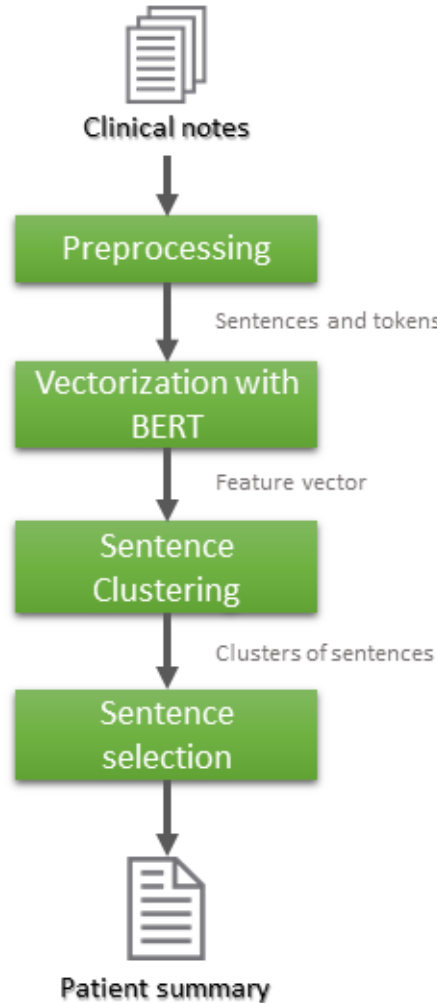 Clinical notes
Preprocessing
Sentences and tokens
Vectorization with
BERT
Feature vector
Sentence
Clustering
Clusters of sentences
Sentence
selection
Patient summary